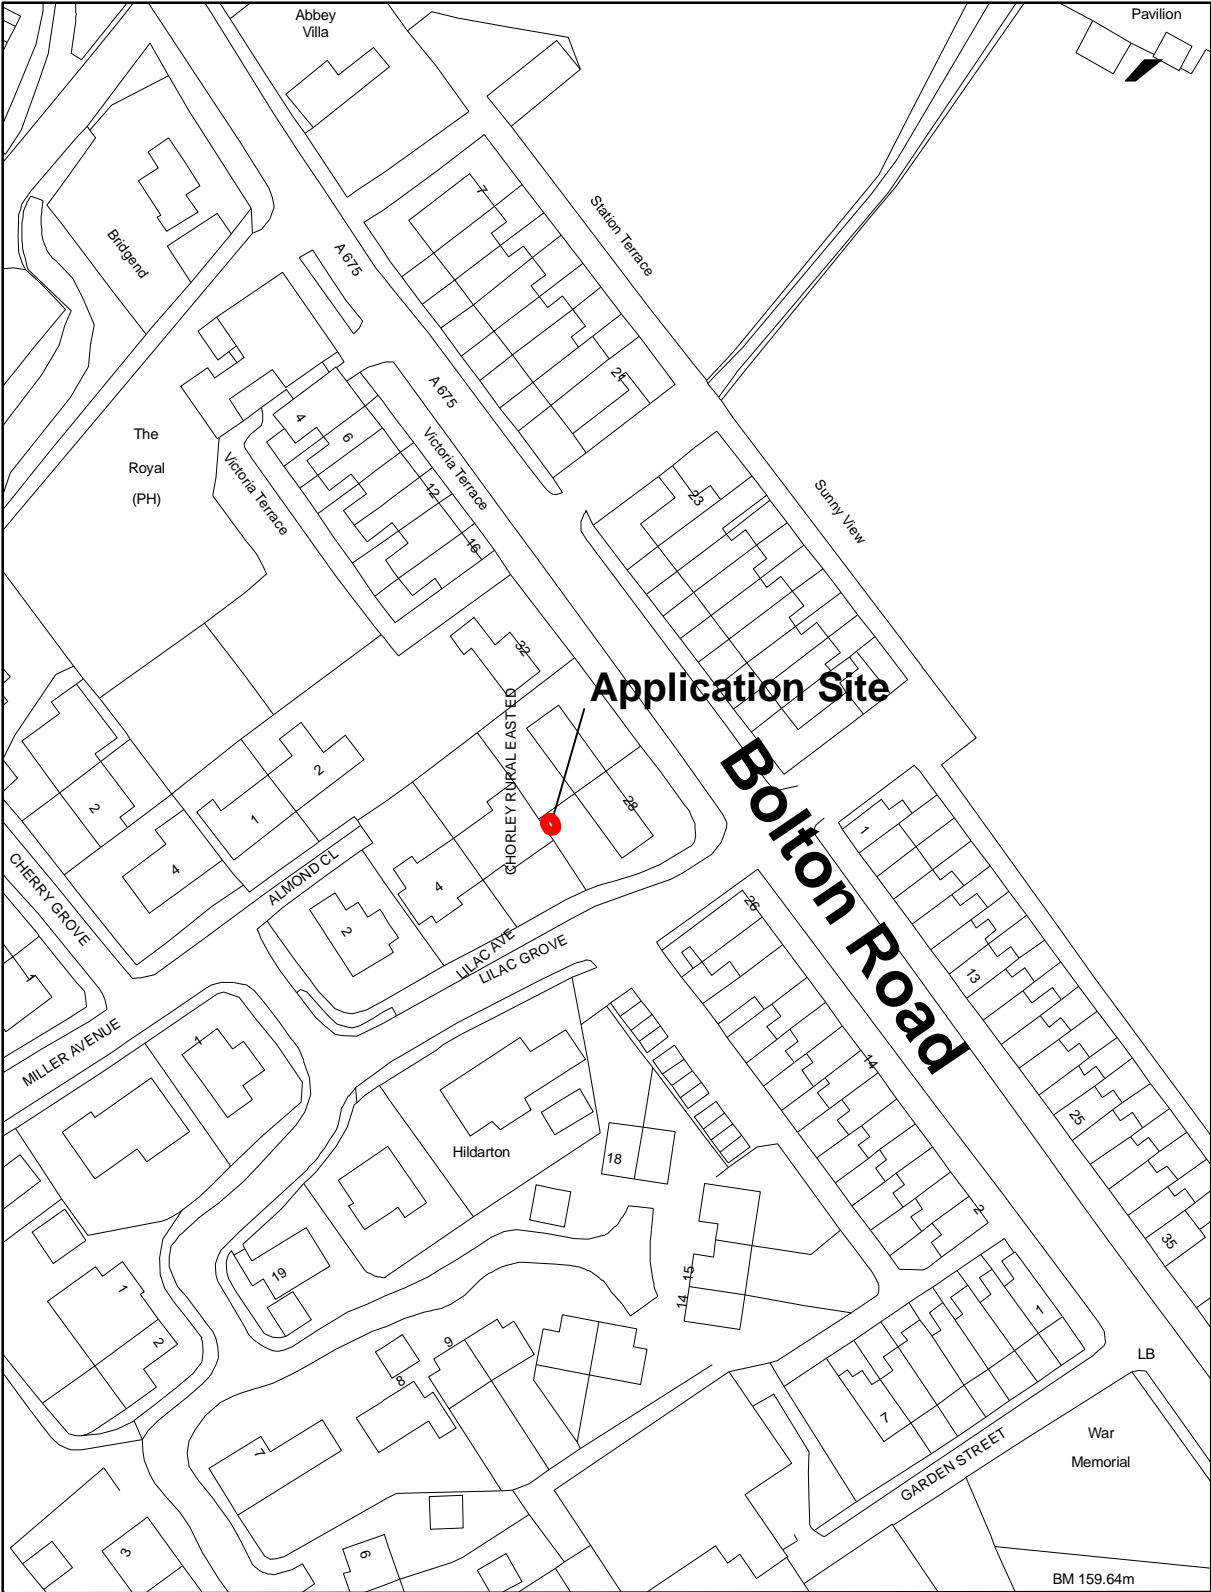 Abbey
Villa
Pavilion
7
Station Terrace
Bridgend
A 675
21
A 675
4
6
Victoria Terrace
12
16
The
Royal
(PH)
Victoria Terrace
23
Sunny View
32
Application Site
CHORLEY RURAL EAST ED
2
1
2
4
28
Bolton Road
1
CHERRY GROVE
ALMOND CL
4
2
26
LILAC AVE
LILAC GROVE
1
13
MILLER AVENUE
1
14
25
Hildarton
18
2
35
19
15
14
1
2
1
9
8
LB
7
7
War
Memorial
GARDEN STREET
3
6
BM 159.64m